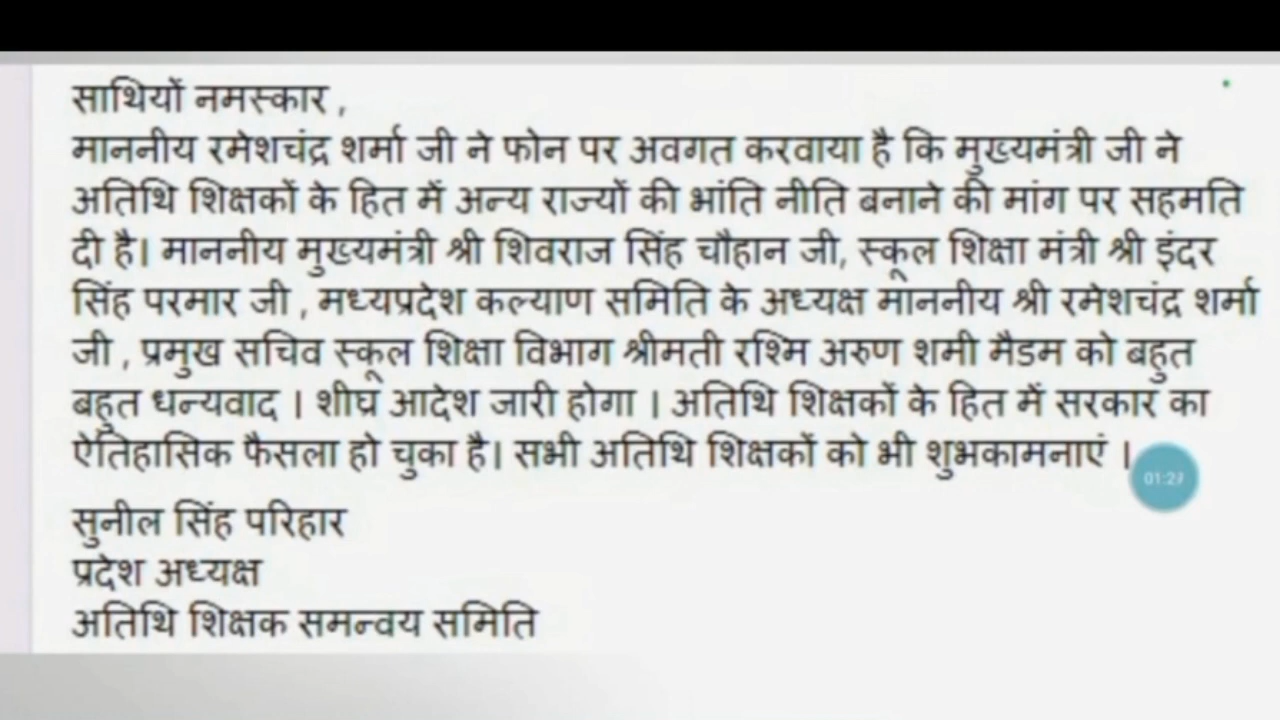 साथियों नमस्कार ,
माननीय रमेशचंद्र शर्मा जी ने फोन पर अवगत करवाया है कि मुख्यमंत्री जी ने
अतिथि शिक्षकों के हित में अन्य राज्यों की भांति नीति बनाने की मांग पर सहमति
दी है। माननीय मुख्यमंत्री श्री शिवराज सिंह चौहान जी, स्कूल शिक्षा मंत्री श्री इंदर
सिंह परमार जी , मध्यप्रदेश कल्याण समिति के अध्यक्ष माननीय श्री रमेशचंद्र शर्मा
जी , प्रमुख सचिव स्कूल शिक्षा विभाग श्रीमती रश्मि अरुण शमी मैडम को बहुत
बहुत धन्यवाद । शीघ्र आदेश जारी होगा । अतिथि शिक्षकों के हित में सरकार का
ऐतिहासिक फैसला हो चुका है। सभी अतिथि शिक्षकों को भी शुभकामनाएं ।
01:27
सुनील सिंह परिहार
प्रदेश अध्यक्ष
अतिथि शिक्षक समन्वय समिति